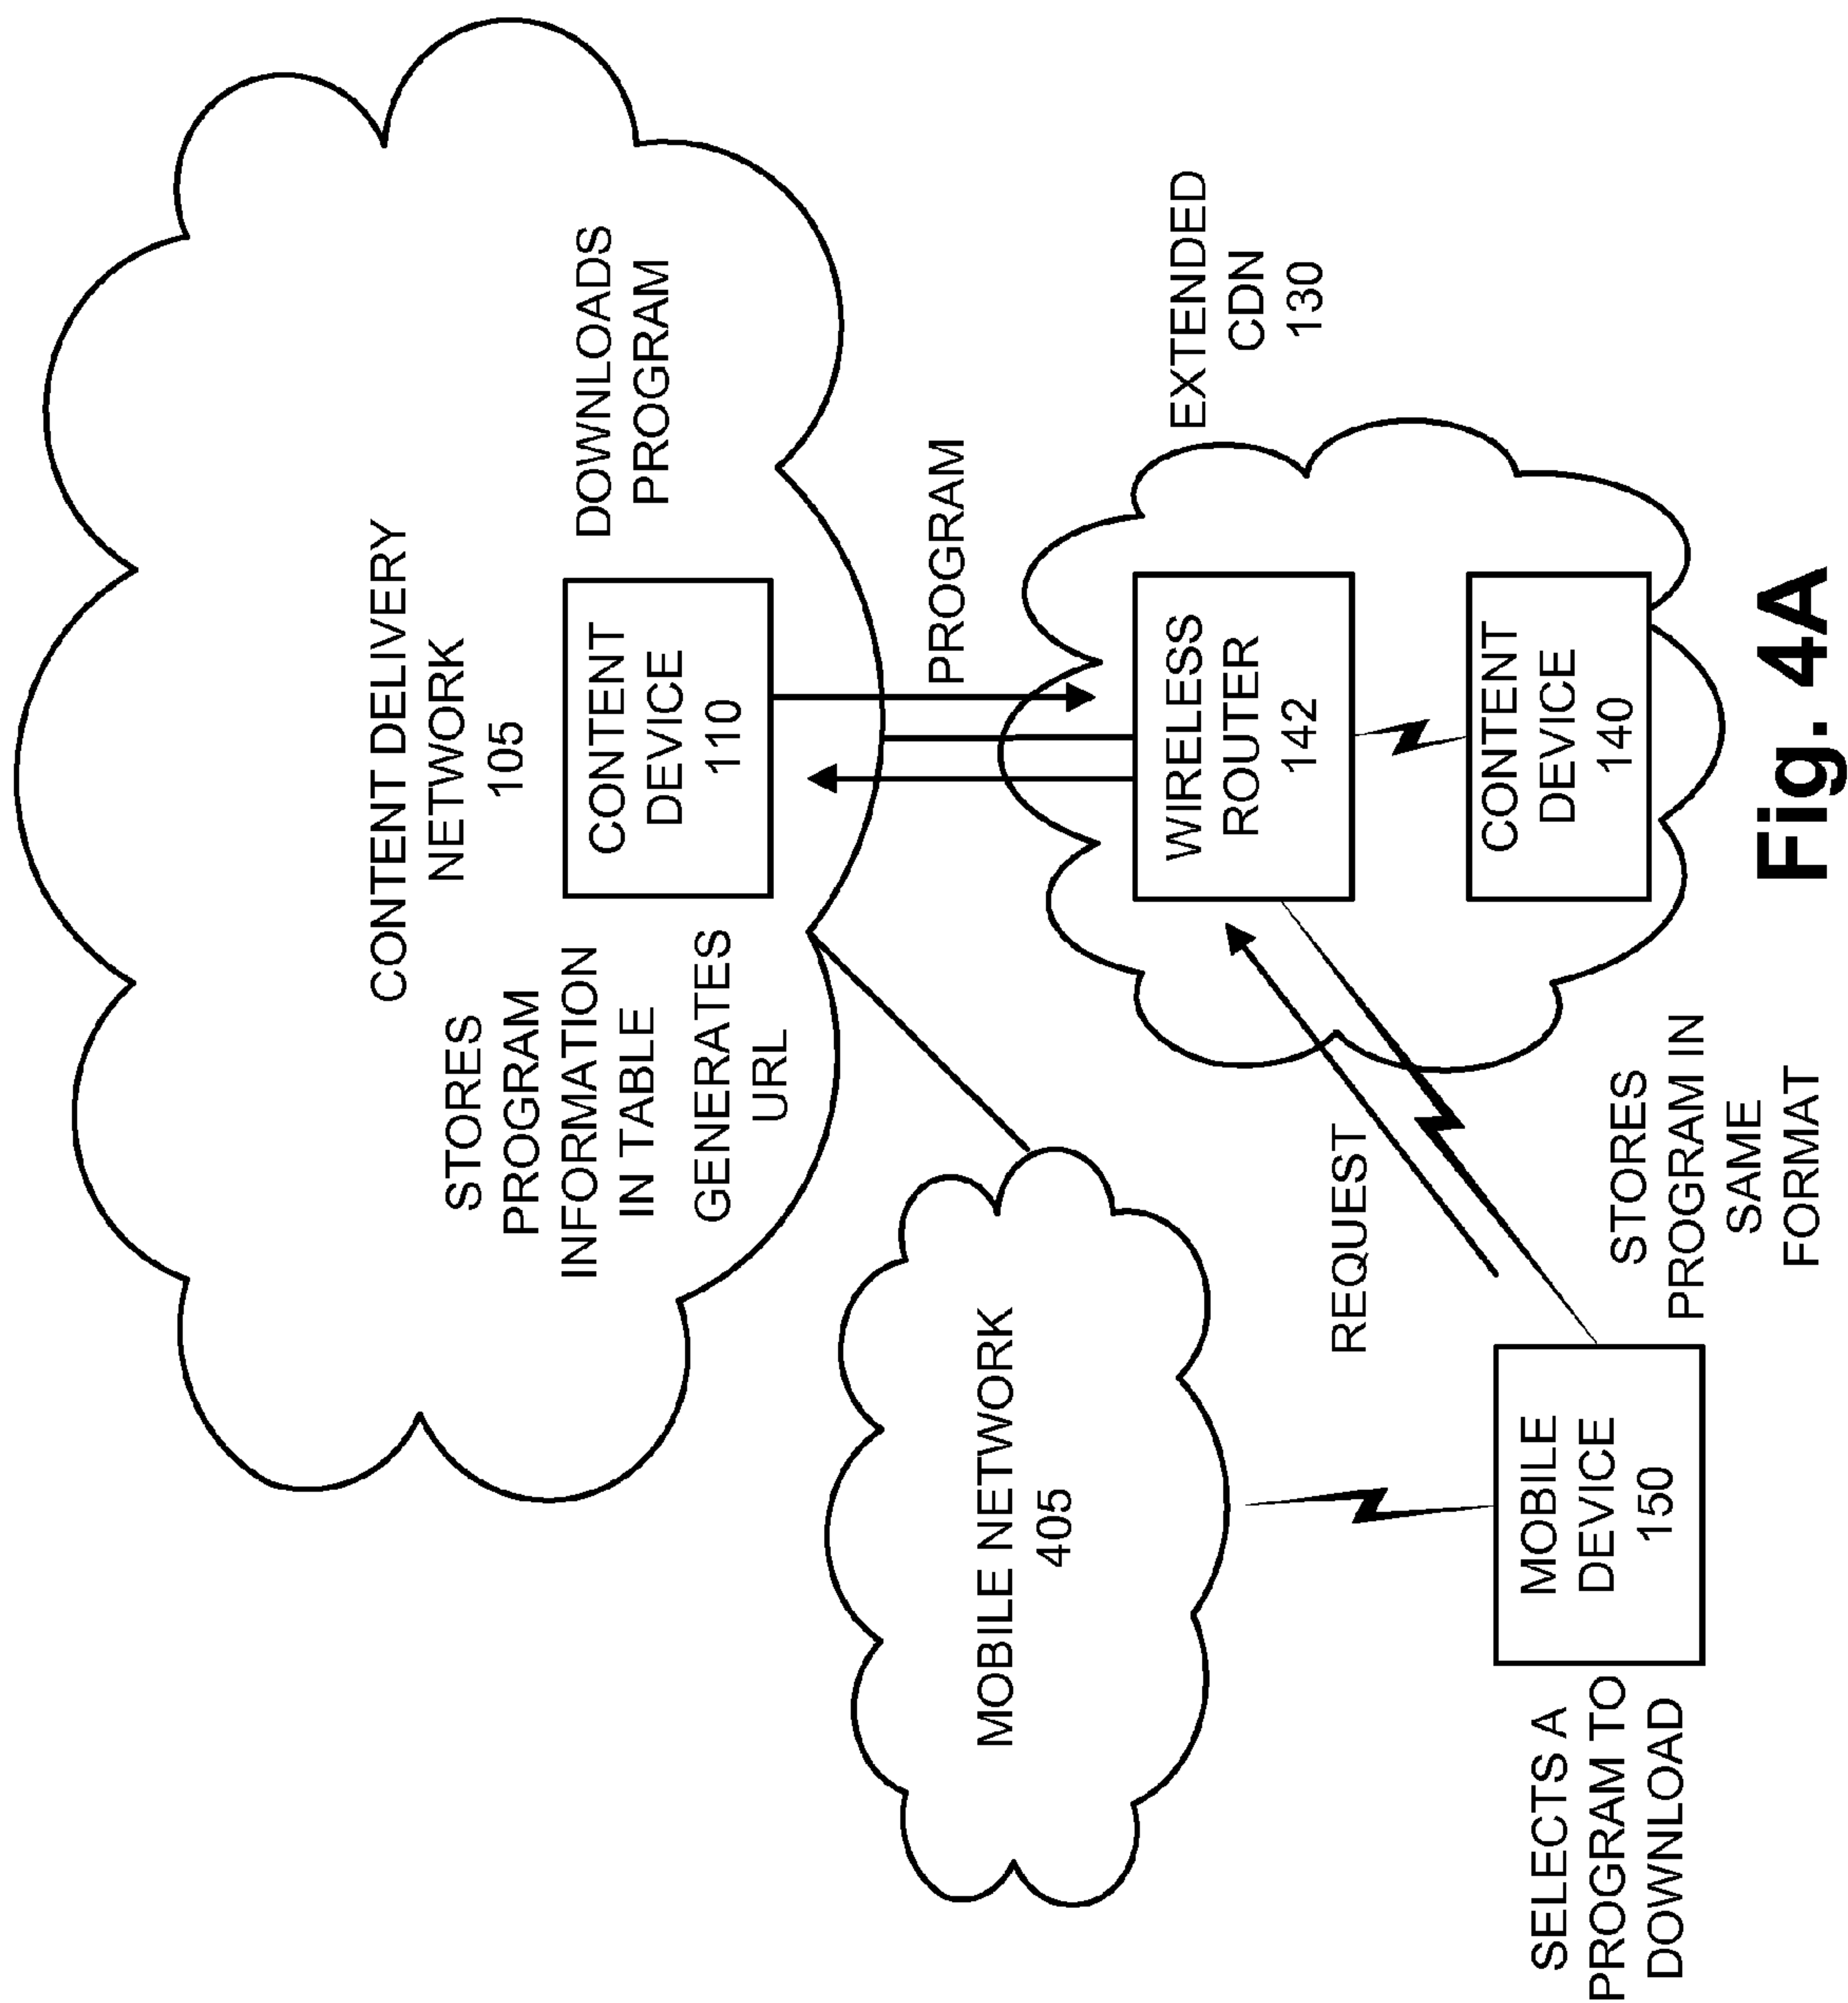 CONTENT DELIVERY
NETWORK
105
STORES
PROGRAM
INFORMATION
IN TABLE
GENERATES
URL
CONTENT
DEVICE
110
DOWNLOADS
PROGRAM
MOBILE NETWORK
405
PROGRAM
EXTENDED
CDN
130
WIRELESS
ROUTER
142
REQUEST
CONTENT
DEVICE
140
SELECTS A
PROGRAM TO
DOWNLOAD
MOBILE
DEVICE
150
STORES
PROGRAM IN
SAME
FORMAT
Fig. 4A